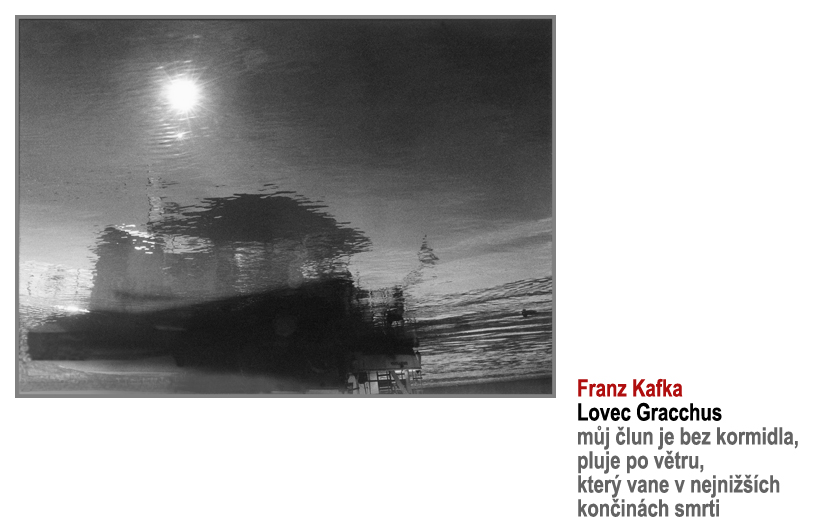 Franz Kafka
Lovec Gracchus
můj člun je bez kormidla,
pluje po větru,
který vane v nejnižších
končinách smrti